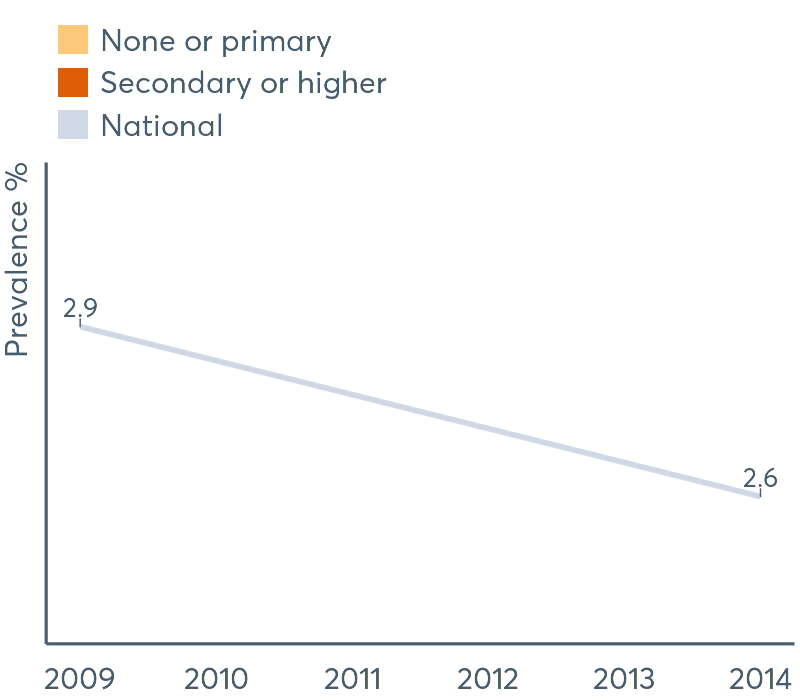 None or primary
Secondary or higher
National
Prevalence %
2.9
2.6
2009 2010 2011 2012 2013 2014